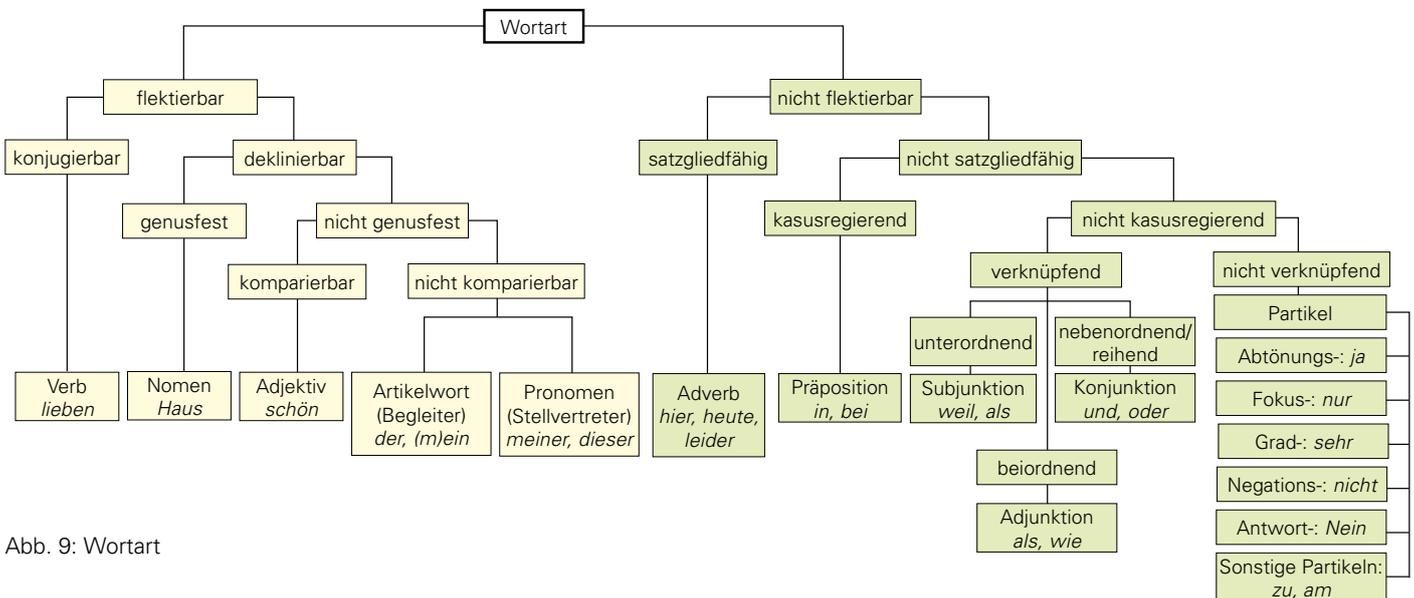 Wortart
flektierbar
nicht flektierbar
konjugierbar
deklinierbar
satzgliedfähig
nicht satzgliedfähig
genusfest
nicht genusfest
kasusregierend
nicht kasusregierend
komparierbar
nicht komparierbar
verknüpfend
nicht verknüpfend
Partikel
unterordnend
nebenordnend/
reihend
Abtönungs-: ja
Verb
lieben
Nomen
Haus
Adjektiv
schön
Artikelwort
(Begleiter)
der, (m)ein
Pronomen
(Stellvertreter)
meiner, dieser
Adverb
hier, heute,
leider
Präposition
in, bei
Subjunktion
weil, als
Konjunktion
und, oder
Fokus-: nur
Grad-: sehr
beiordnend
Negations-: nicht
Adjunktion
als, wie
Antwort-: Nein
Sonstige Partikeln:
zu, am
Abb. 9: Wortart